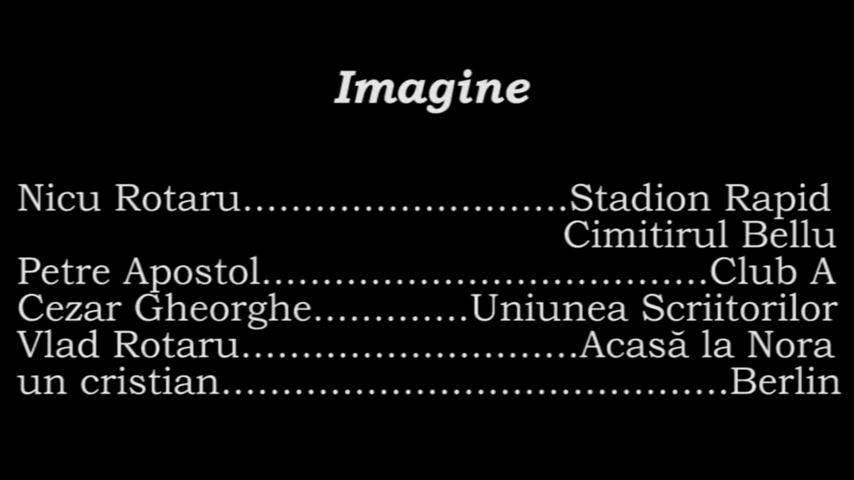 Imagine
Nicu Rotaru...........................Stadion Rapid
Cimitirul Bellu
Petre Apostol.....................................Club A
Cezar Gheorghe.............Uniunea Scriitorilor
Vlad Rotaru............................Acasă la Nora
un cristian..........................................Berlin